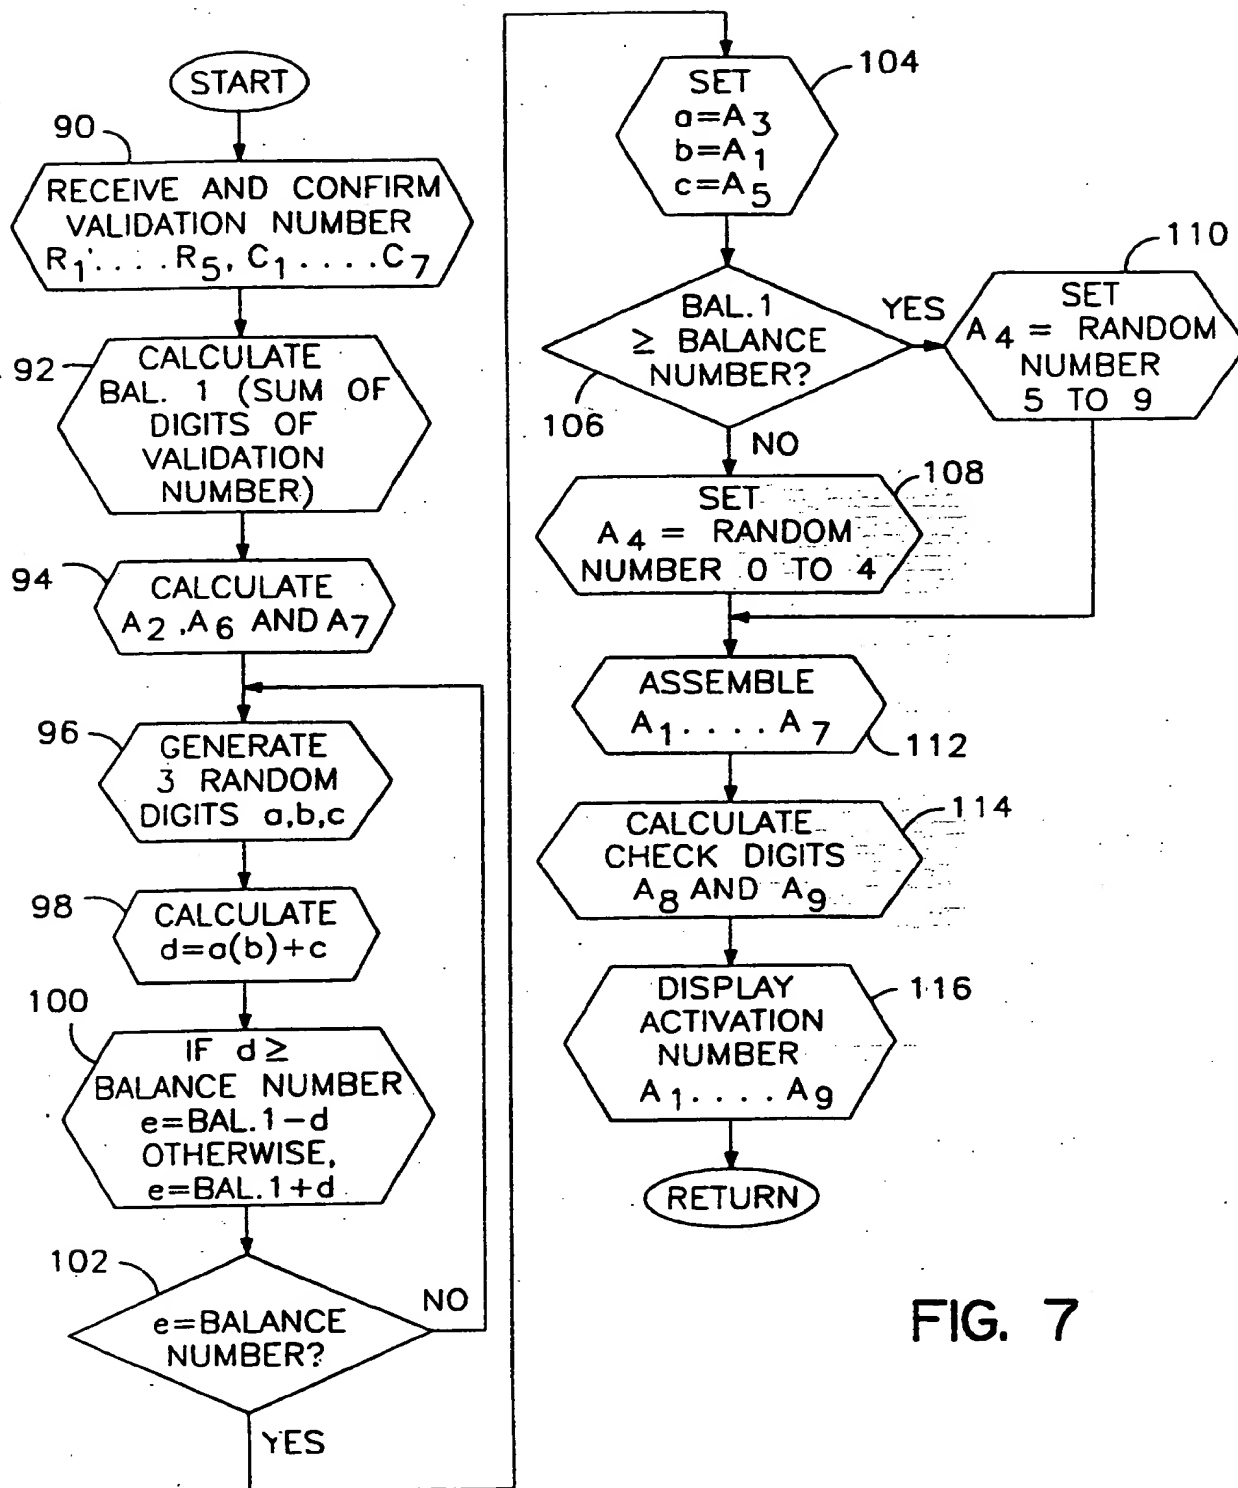 START
90
RECEIVE AND CONFIRM
VALIDATION NUMBER
R1....R5, C1....C7
92
CALCULATE
BAL. 1 (SUM OF
DIGITS OF
VALIDATION
NUMBER)
94
CALCULATE
A2,A6 AND A7
96
GENERATE
3 RANDOM
DIGITS a,b,c
98
CALCULATE
d=a(b)+c
100
IF d≥
BALANCE NUMBER
e=BAL.1-d
OTHERWISE,
e=BAL.1+d
102
e=BALANCE
NUMBER?
NO
YES
104
SET
a=A3
b=A1
c=A5
106
BAL.1
≥ BALANCE
NUMBER?
YES
NO
110
SET
A4= RANDOM
NUMBER
5 TO 9
108
SET
A4= RANDOM
NUMBER 0 TO 4
ASSEMBLE
A1....A7
112
114
CALCULATE
CHECK DIGITS
A8 AND A9
116
DISPLAY
ACTIVATION
NUMBER
A1....A9
RETURN
FIG. 7